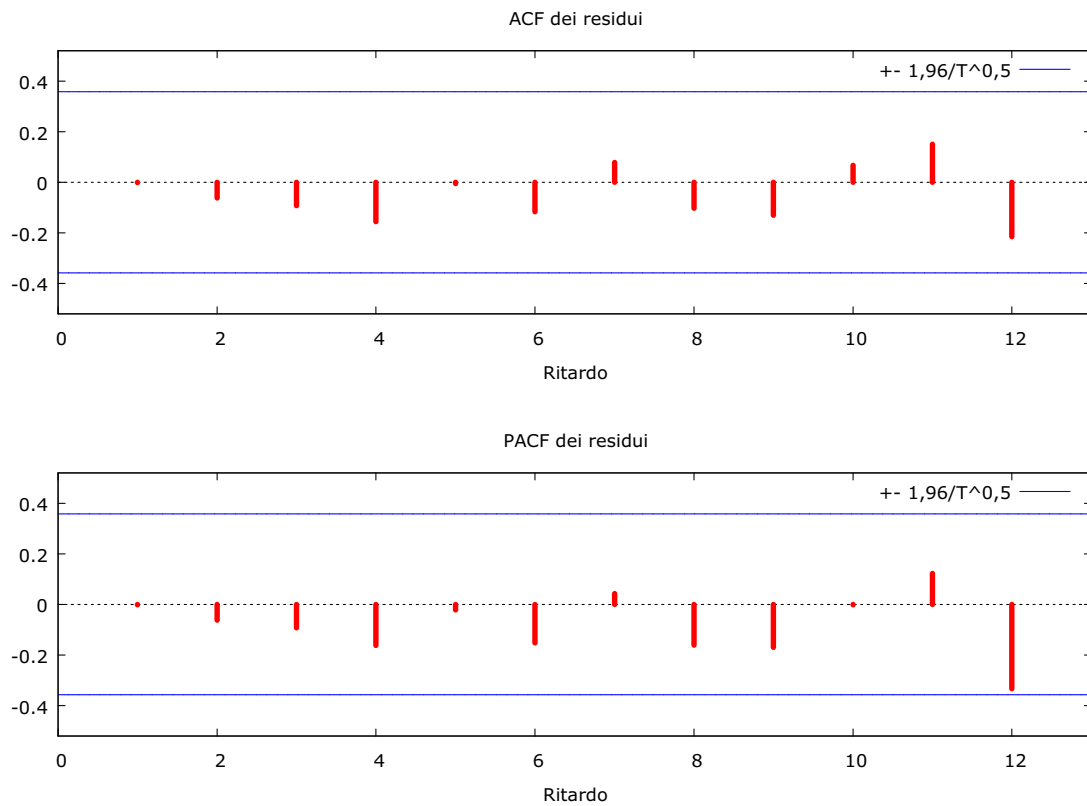 ACF dei residui
+- 1,96/T^0,5
0.4
0.2
0
-0.2
-0.4
0 2 4 6 8 10 12
Ritardo
PACF dei residui
+- 1,96/T^0,5
0.4
0.2
0
-0.2
-0.4
0 2 4 6 8 10 12
Ritardo